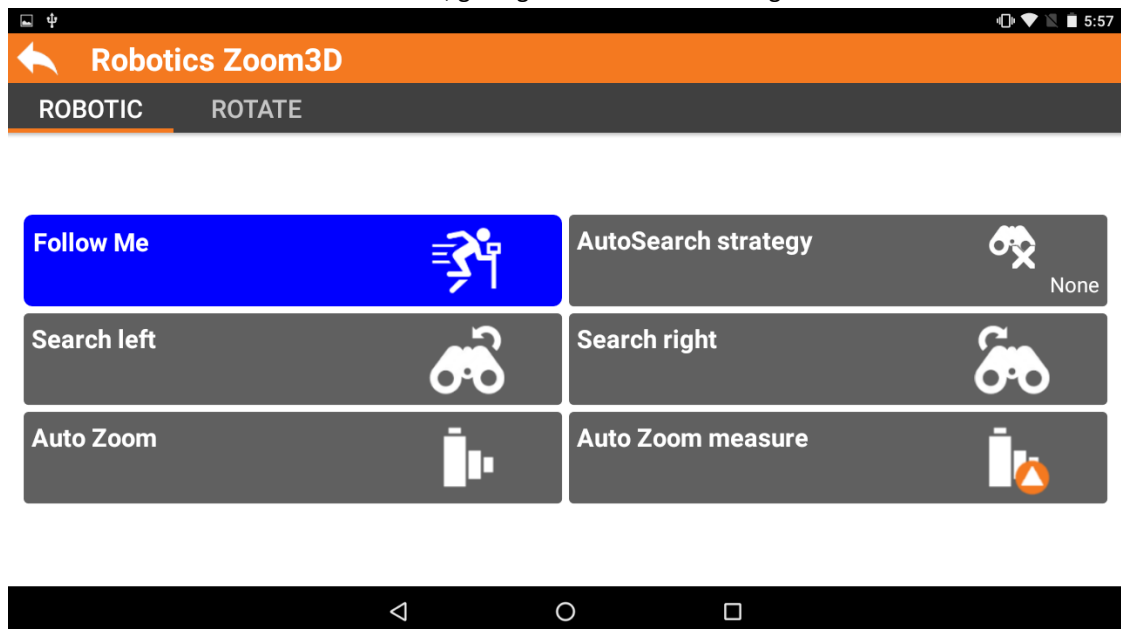 5:57
Robotics Zoom3D
ROBOTIC ROTATE
Follow Me
AutoSearch strategy
None
Search left
Search right
Auto Zoom
Auto Zoom measure